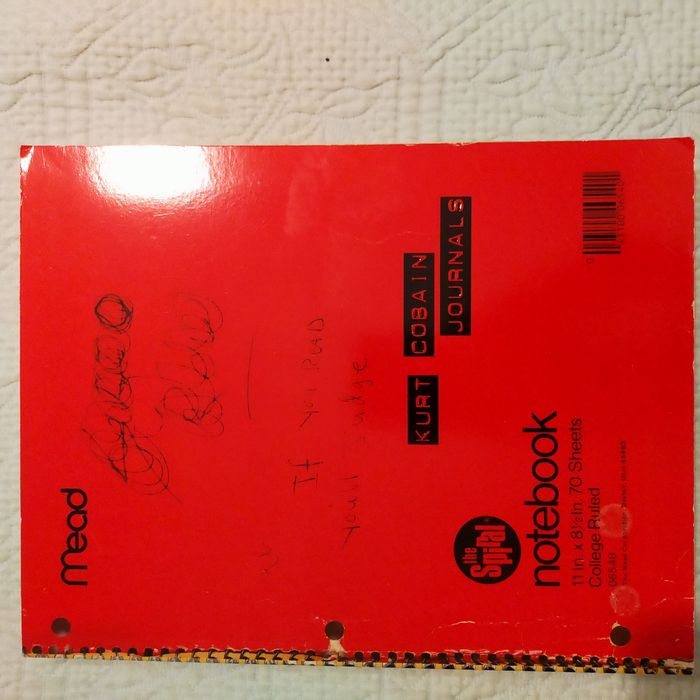 mead
If you READ
you'll Judge
KURT COBAIN
JOURNALS
the Spiral®
notebook
11 in. x 8½ in. 70 Sheets
College Ruled
06540